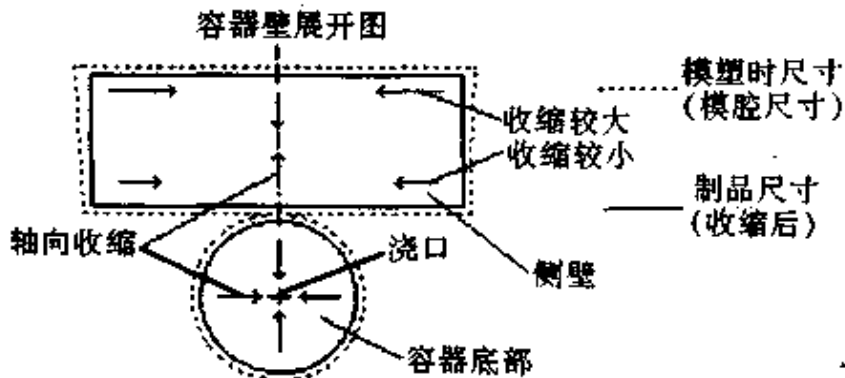 容器壁展开图
模塑时尺寸
(模腔尺寸)
收缩较大
收缩较小
制品尺寸
(收缩后)
轴向收缩
浇口
侧壁
容器底部